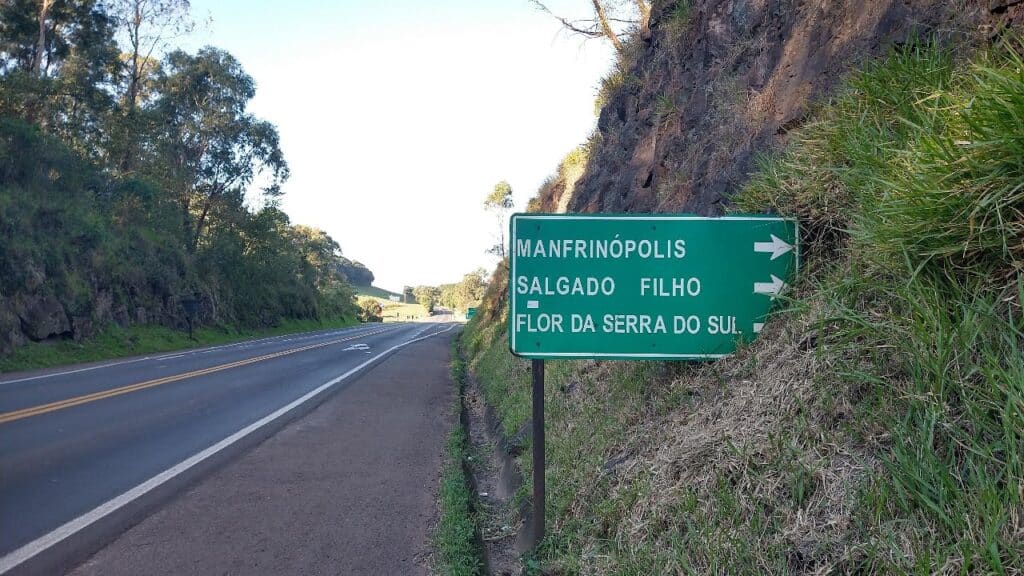 MANFRINÓPOLIS
SALGADO FILHO
FLOR DA SERRA DO SUL